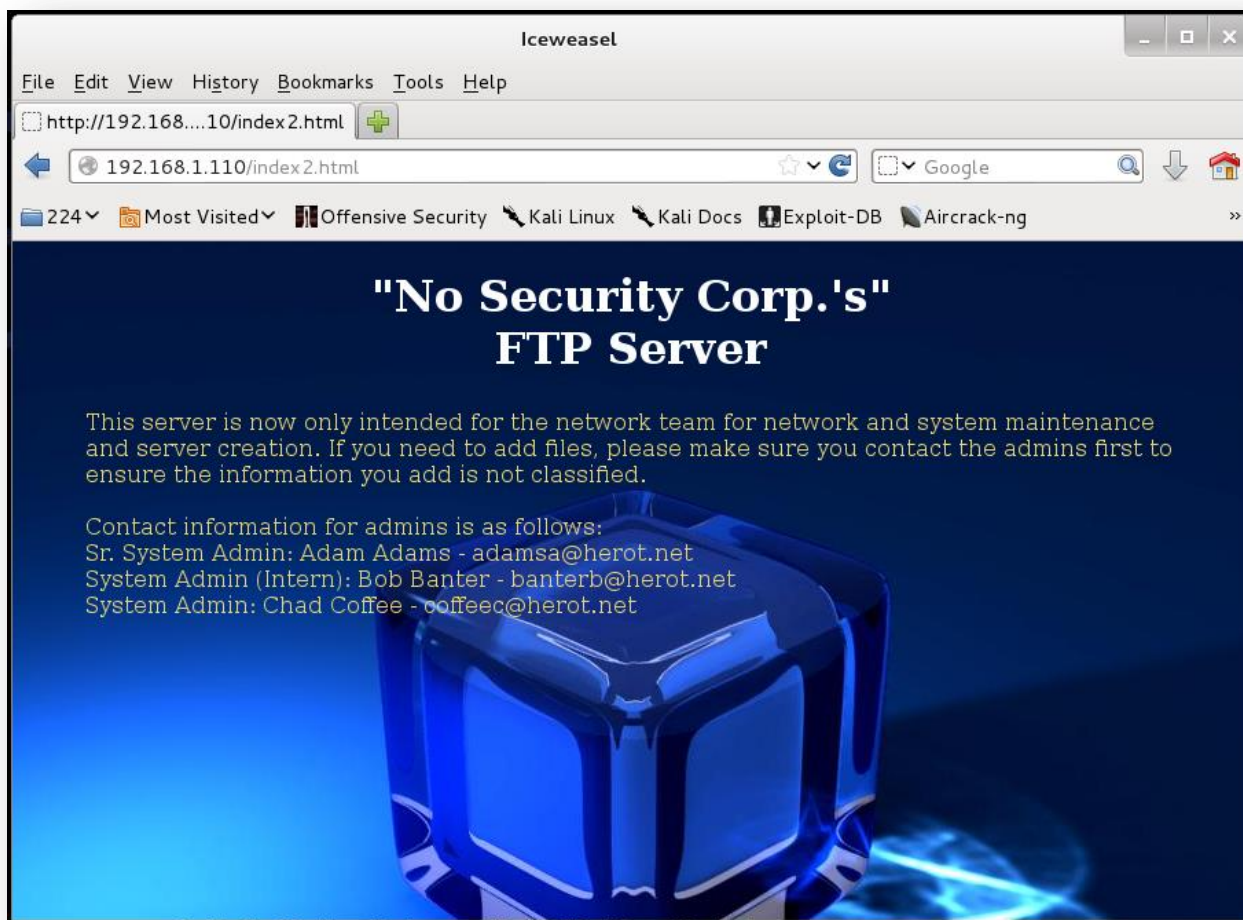 Iceweasel
File Edit View History Bookmarks Tools Help
http://192.168....10/index2.html
192.168.1.110/index2.html
Google
224 Most Visited Offensive Security Kali Linux Kali Docs Exploit-DB Aircrack-ng »
"No Security Corp.'s"
FTP Server
This server is now only intended for the network team for network and system maintenance
and server creation. If you need to add files, please make sure you contact the admins first to
ensure the information you add is not classified.
Contact information for admins is as follows:
Sr. System Admin: Adam Adams - adamsa@herot.net
System Admin (Intern): Bob Banter - banterb@herot.net
System Admin: Chad Coffee - coffeec@herot.net